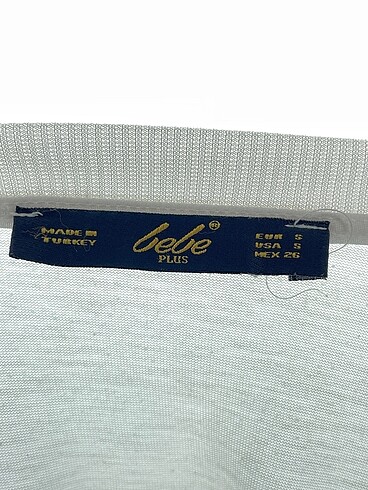 MADE IN
TURKEY
bebe®
PLUS
EUR S
USA S
MEX 26